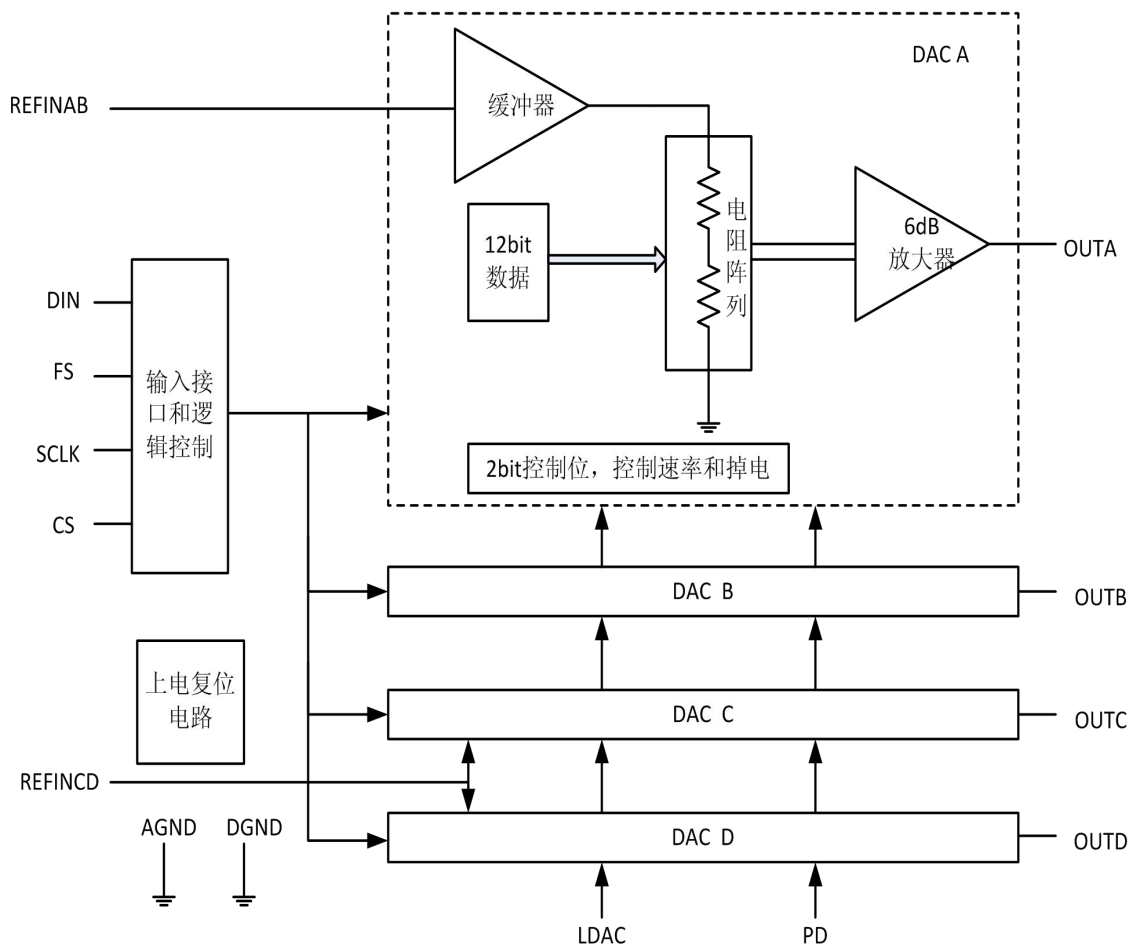 DAC A
REFINAB
缓冲器
电
阻
阵
列
12bit
数据
6dB
放大器
OUTA
DIN
FS
SCLK
CS
输入接
口和逻
辑控制
2bit控制位，控制速率和掉电
DAC B
OUTB
上电复位
电路
DAC C
OUTC
REFINCD
AGND
DGND
DAC D
OUTD
LDAC
PD